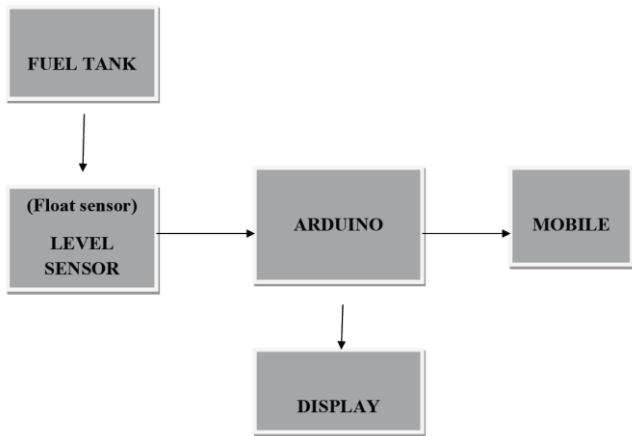 FUEL TANK
(Float sensor)
LEVEL
SENSOR
ARDUINO
MOBILE
DISPLAY